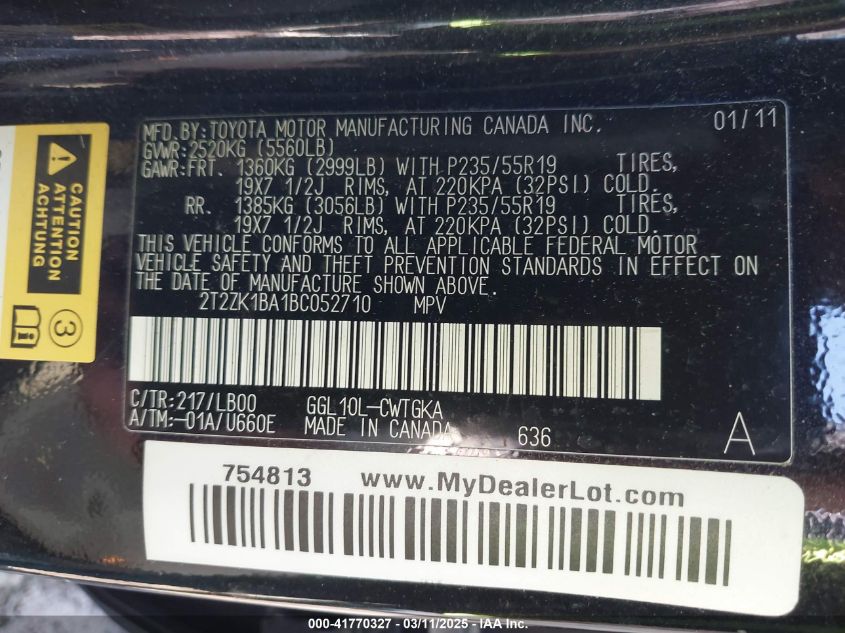 MFD.BY:TOYOTA MOTOR MANUFACTURING CANADA INC. 01/11
GVWR:2520KG (5560LB)
GAWR:FRT. 1360KG (2999LB) WITH P235/55R19 TIRES,
19X7 1/2J RIMS, AT 220KPA (32PSI) COLD.
RR. 1385KG (3056LB) WITH P235/55R19 TIRES,
19X7 1/2J RIMS, AT 220KPA (32PSI) COLD.
THIS VEHICLE CONFORMS TO ALL APPLICABLE FEDERAL MOTOR
VEHICLE SAFETY AND THEFT PREVENTION STANDARDS IN EFFECT ON
THE DATE OF MANUFACTURE SHOWN ABOVE.
2T2ZK1BA1BC052710 MPV
C/TR:217/LB00 GGL10L-CWTGKA
A/TM:-01A/U660E MADE IN CANADA 636 A
CAUTION
ATTENTION
ACHTUNG
3
754813 www.MyDealerLot.com
000-41770327 - 03/11/2025 - IAA Inc.